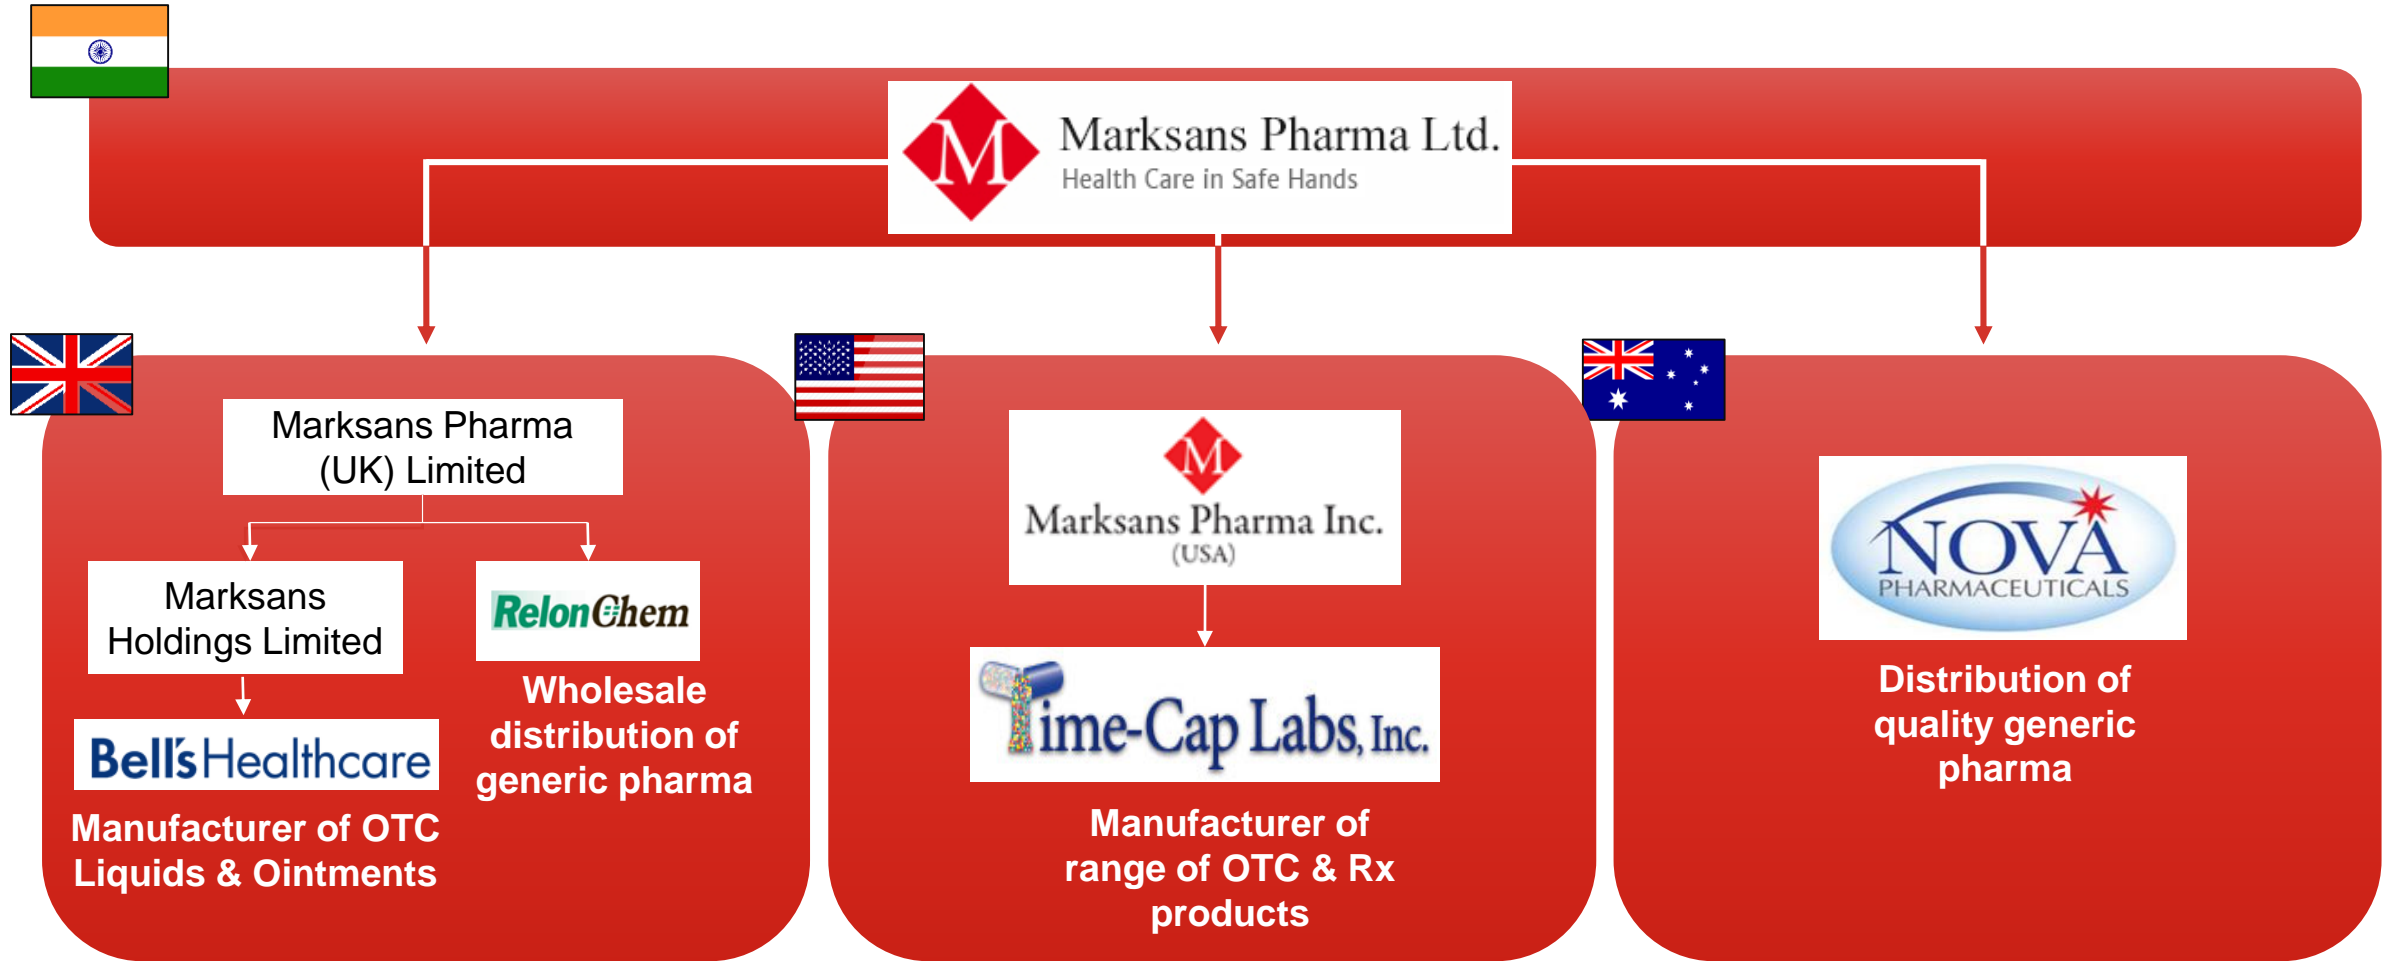 Marksans Pharma Ltd.
Health Care in Safe Hands
Marksans Pharma
(UK) Limited
Marksans
Holdings Limited
Bell's Healthcare
Manufacturer of OTC
Liquids & Ointments
RelonChem
Wholesale
distribution of
generic pharma
Marksans Pharma Inc.
(USA)
Time-Cap Labs, Inc.
Manufacturer of
range of OTC & Rx
products
NOVA
PHARMACEUTICALS
Distribution of
quality generic
pharma